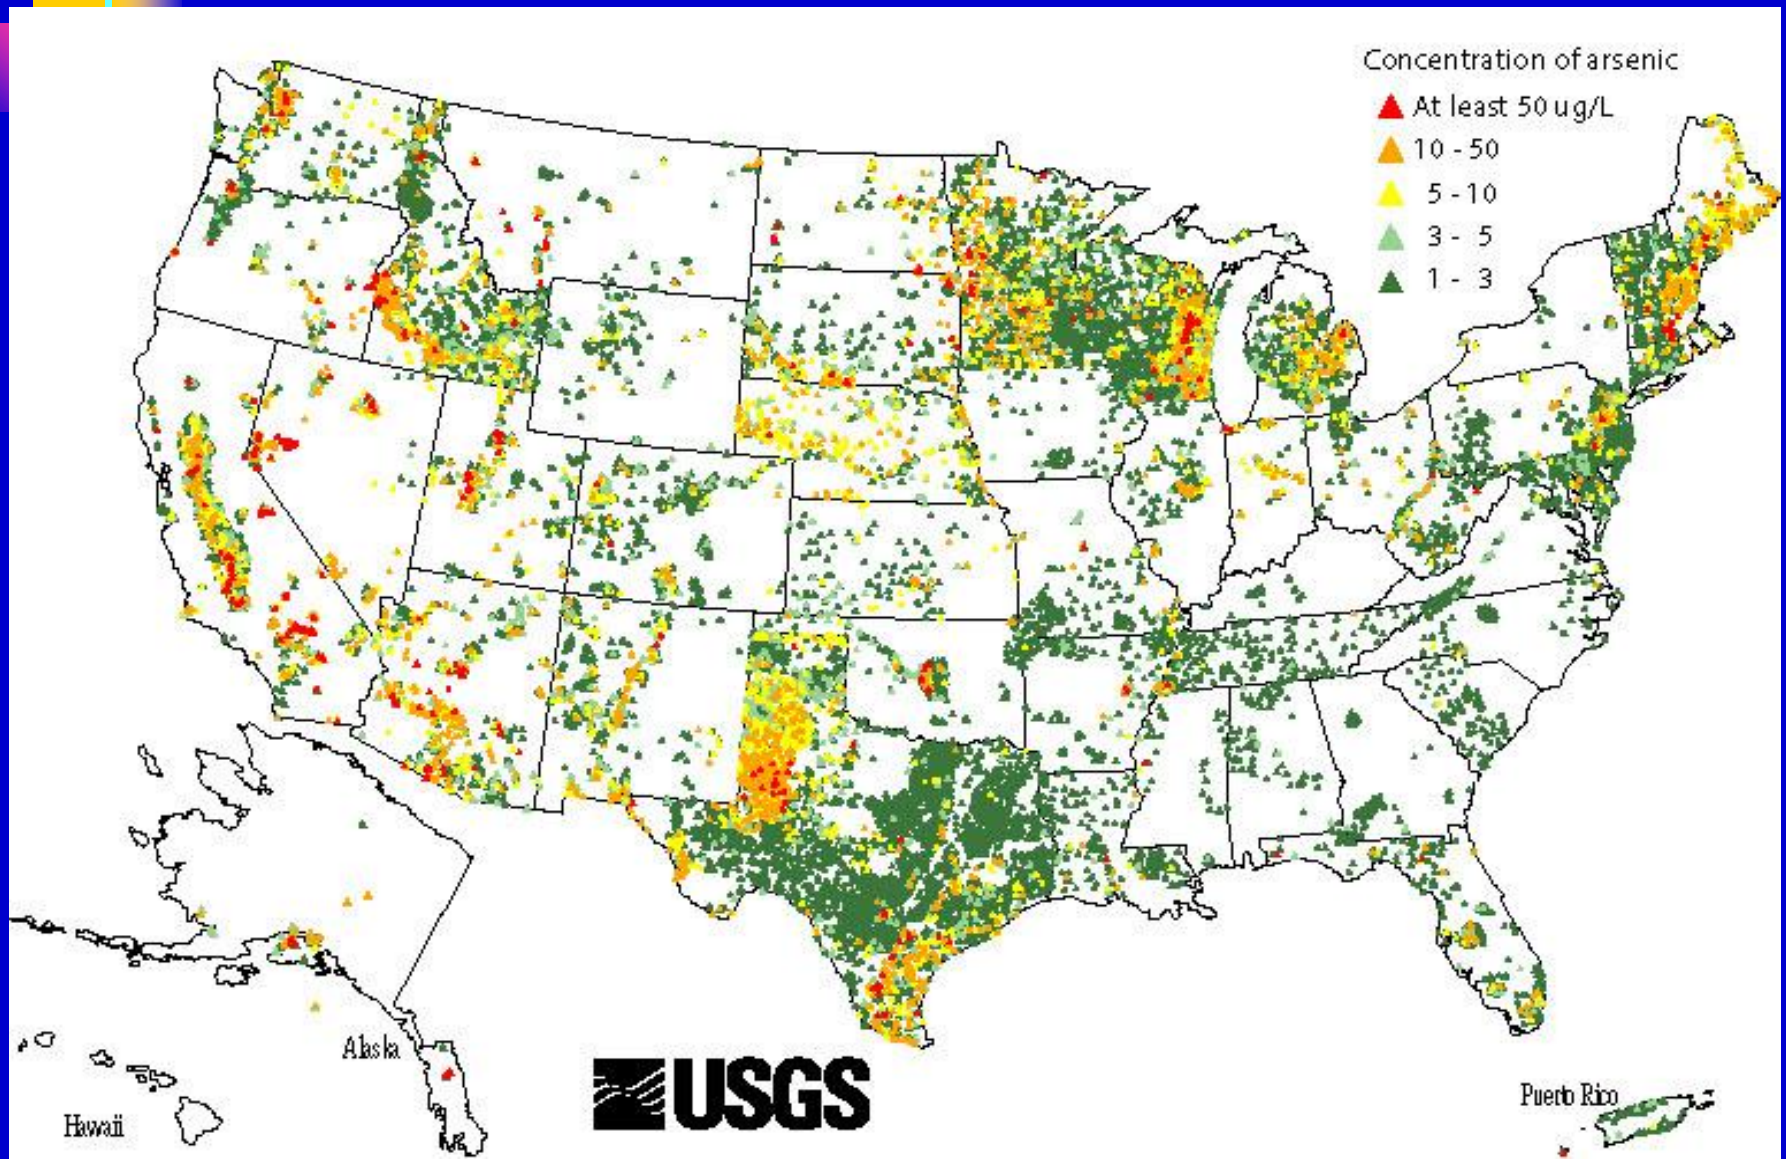 Concentration of arsenic
At least 50 ug/L
10 - 50
5 - 10
3 - 5
1 - 3
Alaska
Hawaii
USGS
Puerto Rico